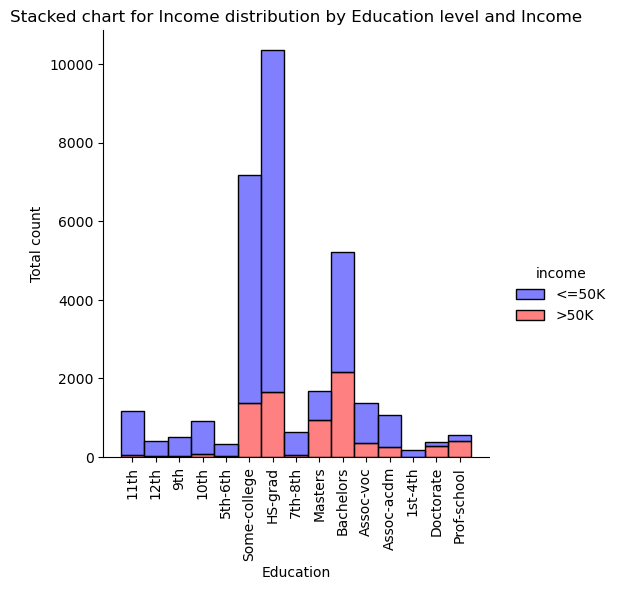 Stacked chart for Income distribution by Education level and Income
Total count
10000
8000
6000
4000
2000
0
11th
12th
9th
10th
5th-6th
Some-college
HS-grad
7th-8th
Masters
Bachelors
Assoc-voc
Assoc-acdm
1st-4th
Doctorate
Prof-school
Education
income
<=50K
>50K